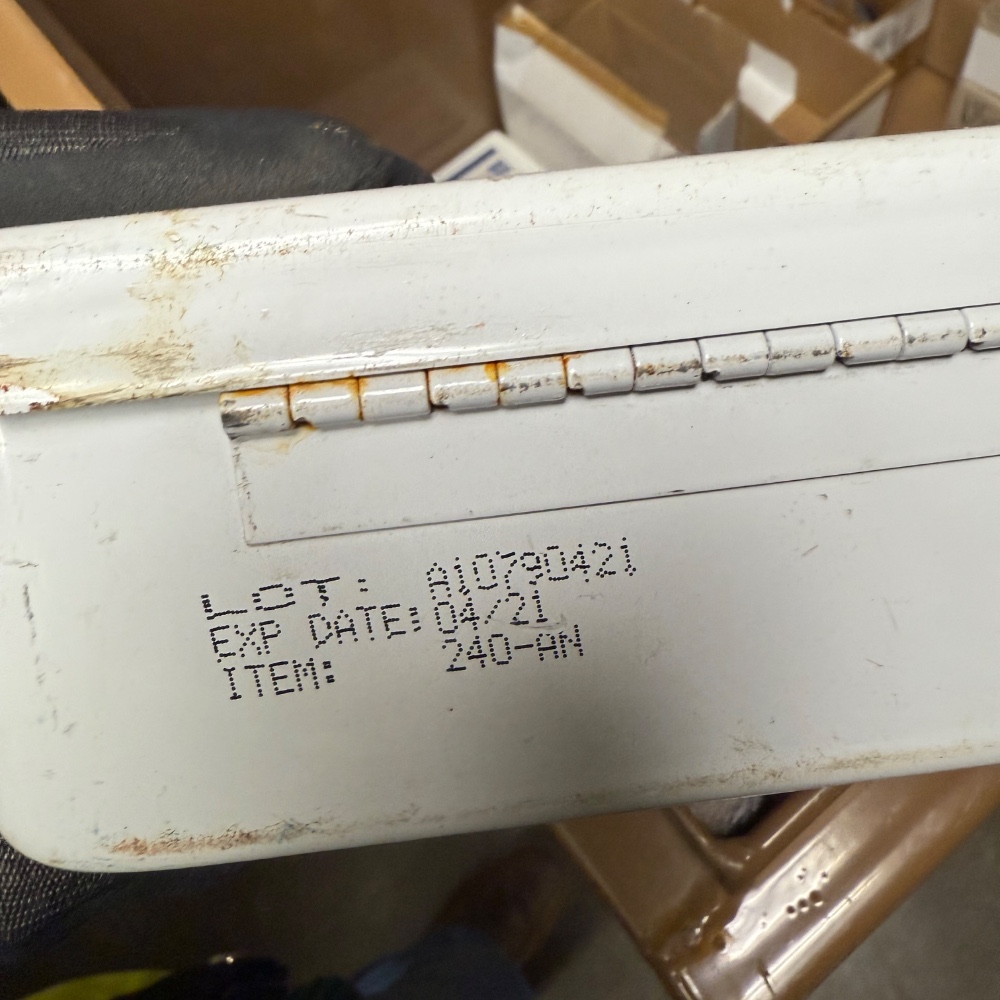 LOT: A10790421
EXP DATE: 04/21
ITEM: 240-AN